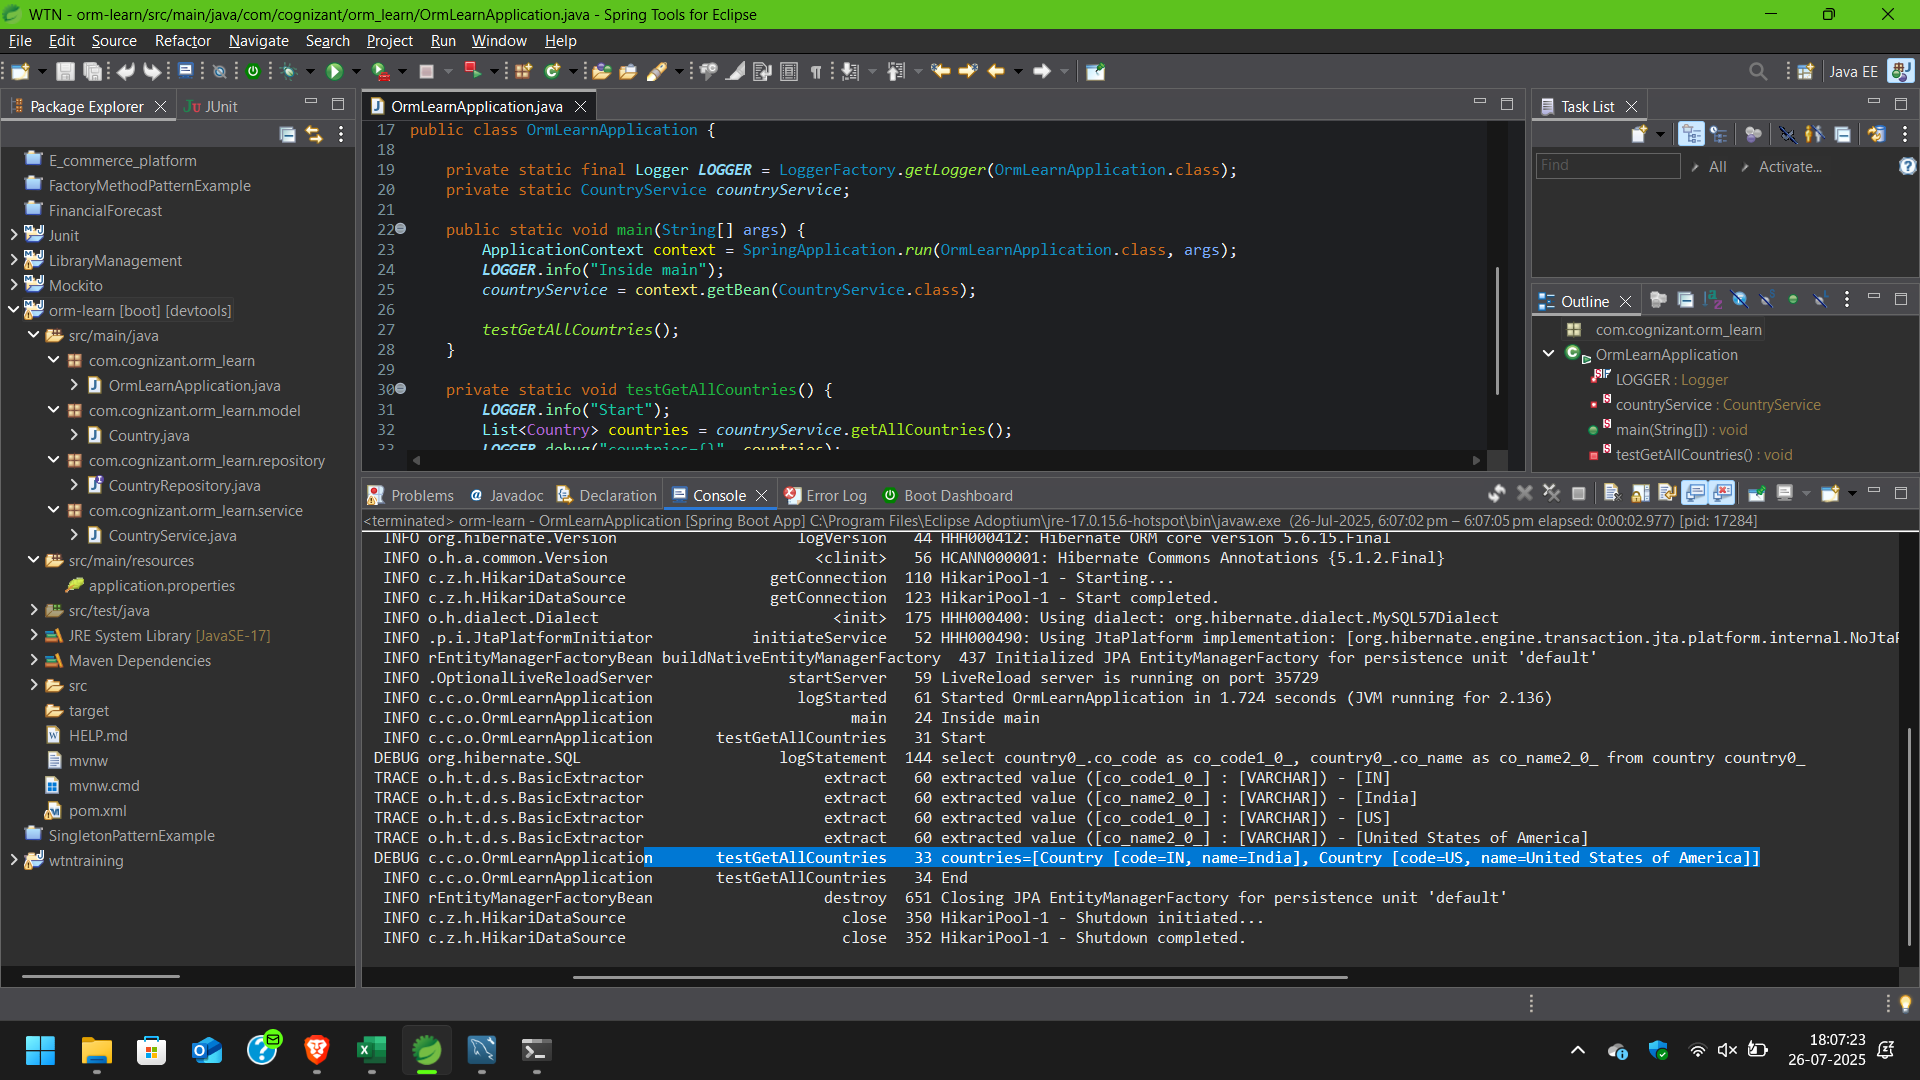 WTN - orm-learn/src/main/java/com/cognizant/orm_learn/OrmLearnApplication.java - Spring Tools for Eclipse
File Edit Source Refactor Navigate Search Project Run Window Help
Java EE
Package Explorer
JUnit
E_commerce_platform
FactoryMethodPatternExample
FinancialForecast
Junit
LibraryManagement
Mockito
orm-learn [boot] [devtools]
src/main/java
com.cognizant.orm_learn
OrmLearnApplication.java
com.cognizant.orm_learn.model
Country.java
com.cognizant.orm_learn.repository
CountryRepository.java
com.cognizant.orm_learn.service
CountryService.java
src/main/resources
application.properties
src/test/java
JRE System Library [JavaSE-17]
Maven Dependencies
src
target
HELP.md
mvnw
mvnw.cmd
pom.xml
SingletonPatternExample
wtntraining
OrmLearnApplication.java
17 public class OrmLearnApplication {
18
19 private static final Logger LOGGER = LoggerFactory.getLogger(OrmLearnApplication.class);
20 private static CountryService countryService;
21
22 public static void main(String[] args) {
23 ApplicationContext context = SpringApplication.run(OrmLearnApplication.class, args);
24 LOGGER.info("Inside main");
25 countryService = context.getBean(CountryService.class);
26
27 testGetAllCountries();
28 }
29
30 private static void testGetAllCountries() {
31 LOGGER.info("Start");
32 List<Country> countries = countryService.getAllCountries();
33 LOGGER.debug("countries={}", countries);
Task List
Find
All
Activate...
Outline
com.cognizant.orm_learn
OrmLearnApplication
LOGGER : Logger
countryService : CountryService
main(String[]) : void
testGetAllCountries() : void
Problems Javadoc Declaration Console Error Log Boot Dashboard
<terminated> orm-learn - OrmLearnApplication [Spring Boot App] C:\Program Files\Eclipse Adoptium\jre-17.0.15.6-hotspot\bin\javaw.exe (26-Jul-2025, 6:07:02 pm – 6:07:05 pm elapsed: 0:00:02.977) [pid: 17284]
INFO org.hibernate.Version logVersion 44 HHH000412: Hibernate ORM core version 5.6.15.Final
INFO o.h.a.common.Version <clinit> 56 HCANN000001: Hibernate Commons Annotations {5.1.2.Final}
INFO c.z.h.HikariDataSource getConnection 110 HikariPool-1 - Starting...
INFO c.z.h.HikariDataSource getConnection 123 HikariPool-1 - Start completed.
INFO o.h.dialect.Dialect <init> 175 HHH000400: Using dialect: org.hibernate.dialect.MySQL57Dialect
INFO .p.i.JtaPlatformInitiator initiateService 52 HHH000490: Using JtaPlatform implementation: [org.hibernate.engine.transaction.jta.platform.internal.NoJtaP
INFO rEntityManagerFactoryBean buildNativeEntityManagerFactory 437 Initialized JPA EntityManagerFactory for persistence unit 'default'
INFO .OptionalLiveReloadServer startServer 59 LiveReload server is running on port 35729
INFO c.c.o.OrmLearnApplication logStarted 61 Started OrmLearnApplication in 1.724 seconds (JVM running for 2.136)
INFO c.c.o.OrmLearnApplication main 24 Inside main
INFO c.c.o.OrmLearnApplication testGetAllCountries 31 Start
DEBUG org.hibernate.SQL logStatement 144 select country0_.co_code as co_code1_0_, country0_.co_name as co_name2_0_ from country country0_
TRACE o.h.t.d.s.BasicExtractor extract 60 extracted value ([co_code1_0_] : [VARCHAR]) - [IN]
TRACE o.h.t.d.s.BasicExtractor extract 60 extracted value ([co_name2_0_] : [VARCHAR]) - [India]
TRACE o.h.t.d.s.BasicExtractor extract 60 extracted value ([co_code1_0_] : [VARCHAR]) - [US]
TRACE o.h.t.d.s.BasicExtractor extract 60 extracted value ([co_name2_0_] : [VARCHAR]) - [United States of America]
DEBUG c.c.o.OrmLearnApplication testGetAllCountries 33 countries=[Country [code=IN, name=India], Country [code=US, name=United States of America]]
INFO c.c.o.OrmLearnApplication testGetAllCountries 34 End
INFO rEntityManagerFactoryBean destroy 651 Closing JPA EntityManagerFactory for persistence unit 'default'
INFO c.z.h.HikariDataSource close 350 HikariPool-1 - Shutdown initiated...
INFO c.z.h.HikariDataSource close 352 HikariPool-1 - Shutdown completed.
18:07:23
26-07-2025